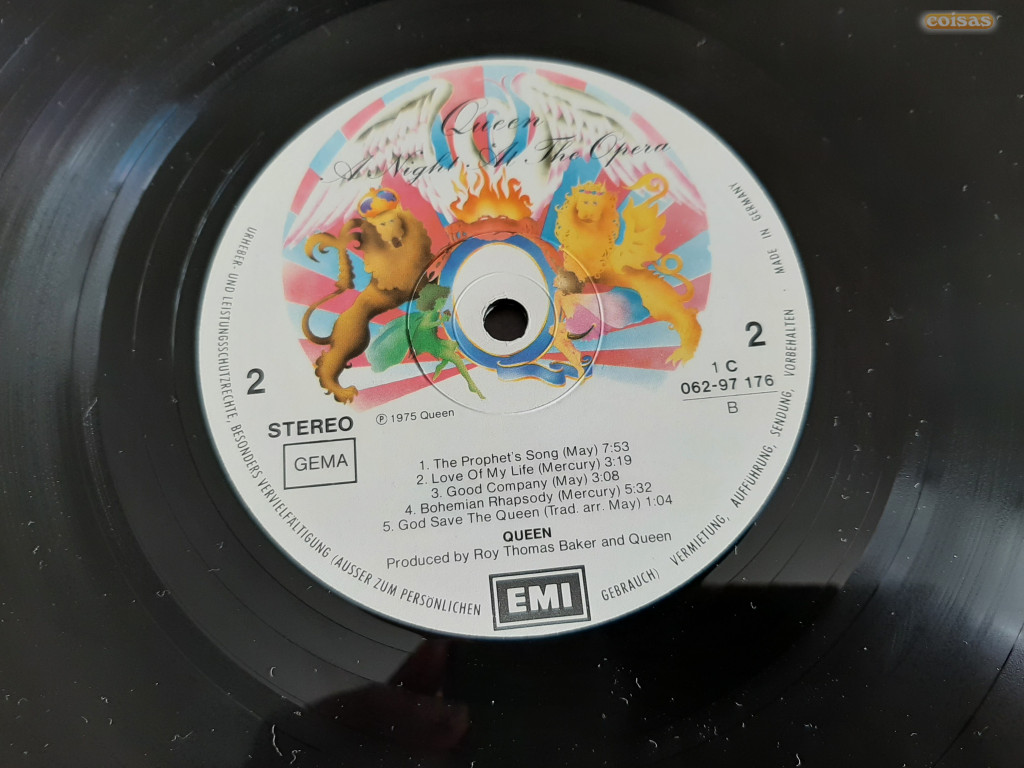 coisas
Queen
A Night At The Opera
MADE IN GERMANY
2
2
1 C
062-97 176
B
STEREO
GEMA
℗ 1975 Queen
1. The Prophet's Song (May) 7:53
2. Love Of My Life (Mercury) 3:19
3. Good Company (May) 3:08
4. Bohemian Rhapsody (Mercury) 5:32
5. God Save The Queen (Trad. arr. May) 1:04
QUEEN
Produced by Roy Thomas Baker and Queen
EMI
URHEBER- UND LEISTUNGSSCHUTZRECHTE, BESONDERS VERVIELFÄLTIGUNG (AUSSER ZUM PERSÖNLICHEN GEBRAUCH) VERMIETUNG, AUFFÜHRUNG, SENDUNG, VORBEHALTEN